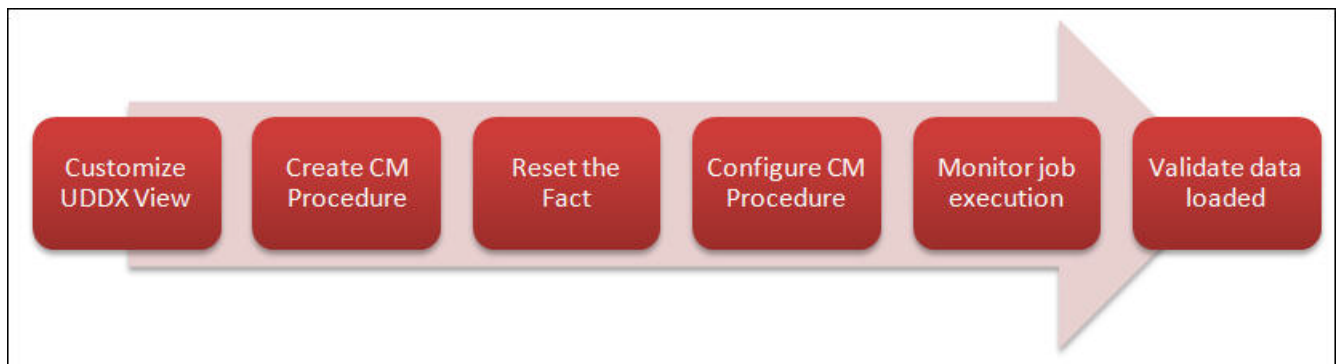 Customize
UDDX View
Create CM
Procedure
Reset the
Fact
Configure CM
Procedure
Monitor job
execution
Validate data
loaded